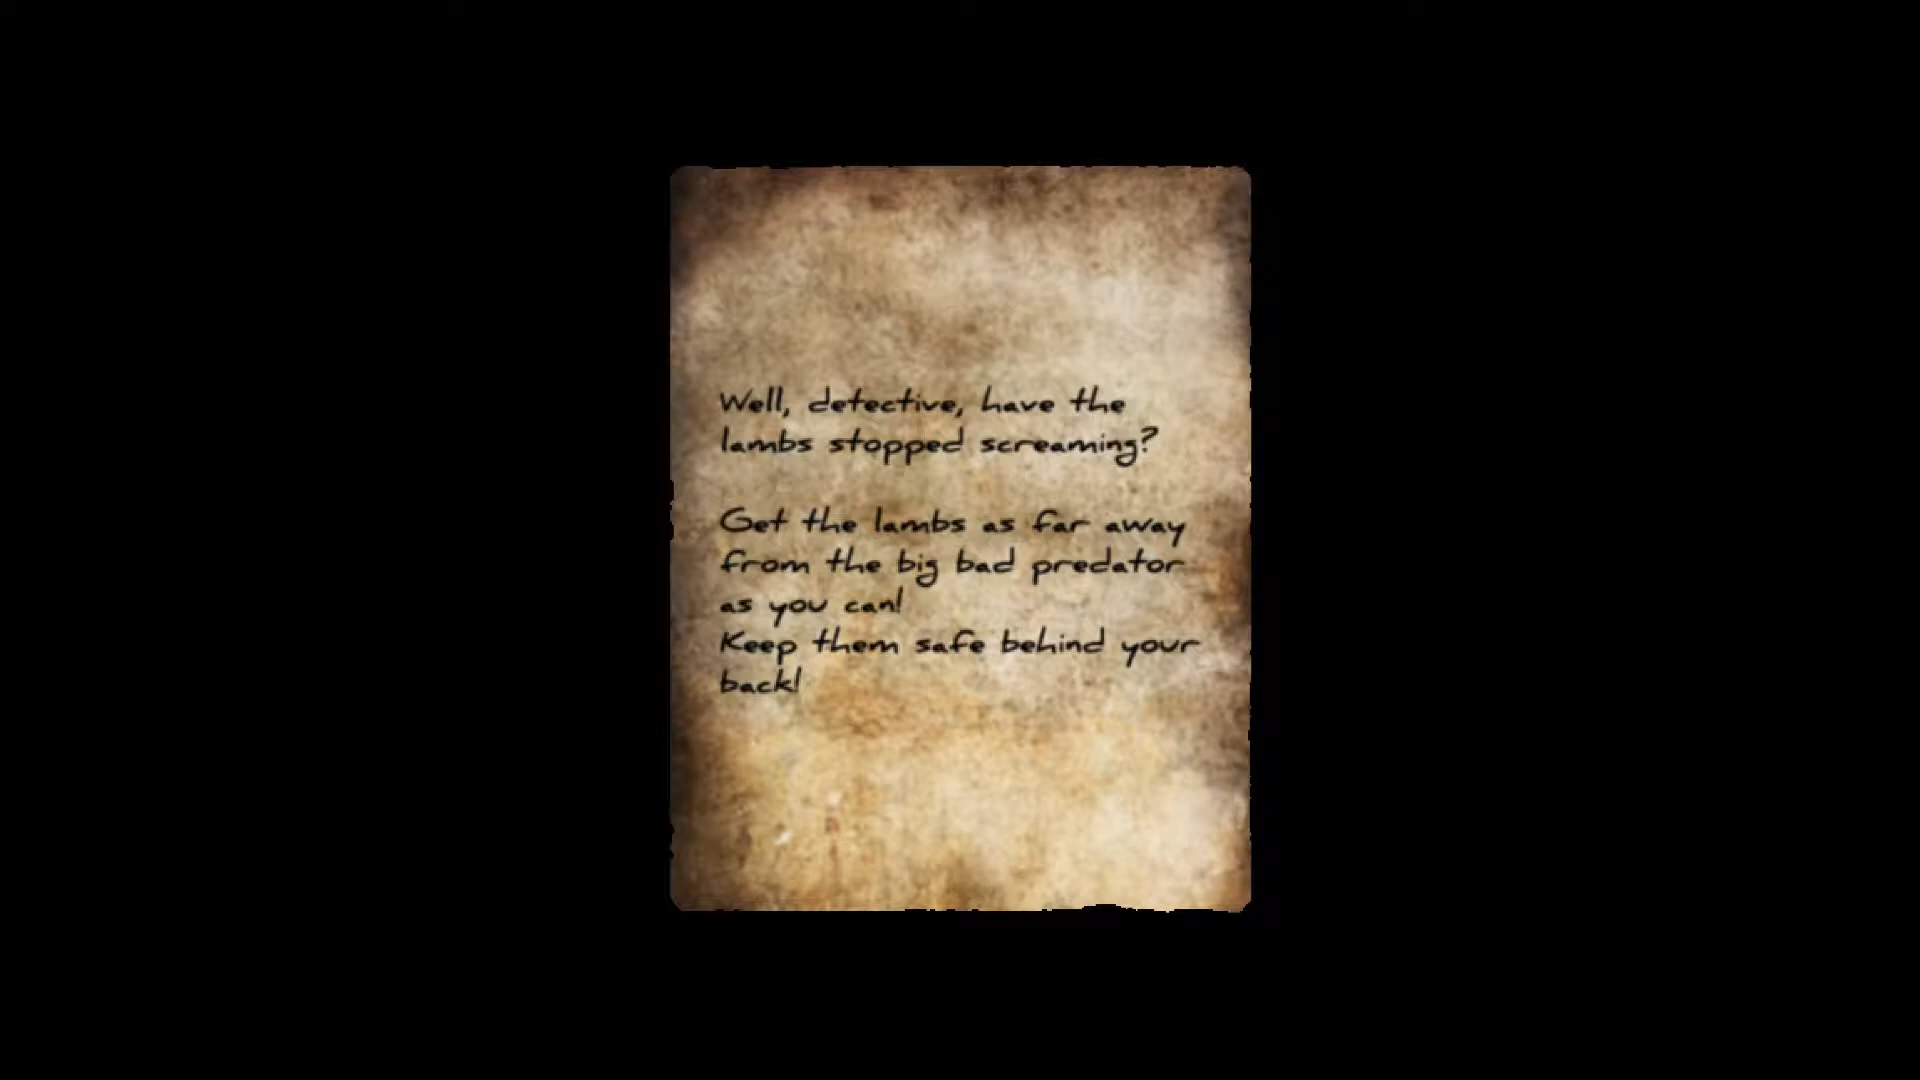 Well, detective, have the
lambs stopped screaming?
Get the lambs as far away
from the big bad predator
as you can!
Keep them safe behind your
back!